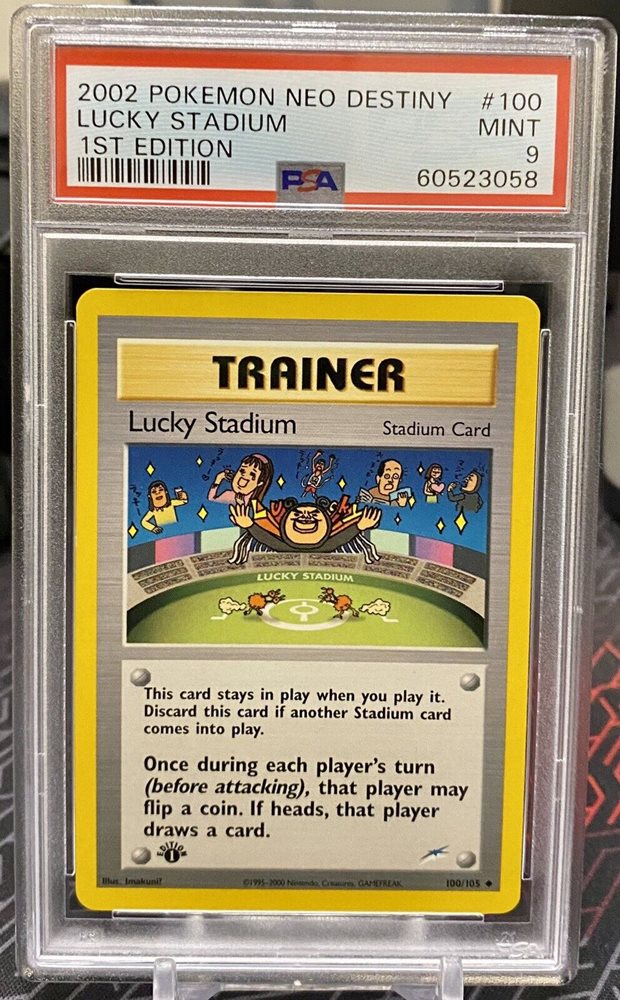 2002 POKEMON NEO DESTINY #100
LUCKY STADIUM MINT
1ST EDITION 9
PSA 60523058
TRAINER
Lucky Stadium Stadium Card
LUCKY STADIUM
This card stays in play when you play it.
Discard this card if another Stadium card
comes into play.
Once during each player's turn
(before attacking), that player may
flip a coin. If heads, that player
draws a card.
EDITION
1
Illus. Imakuni? ©1995-2000 Nintendo, Creatures, GAMEFREAK. 100/105